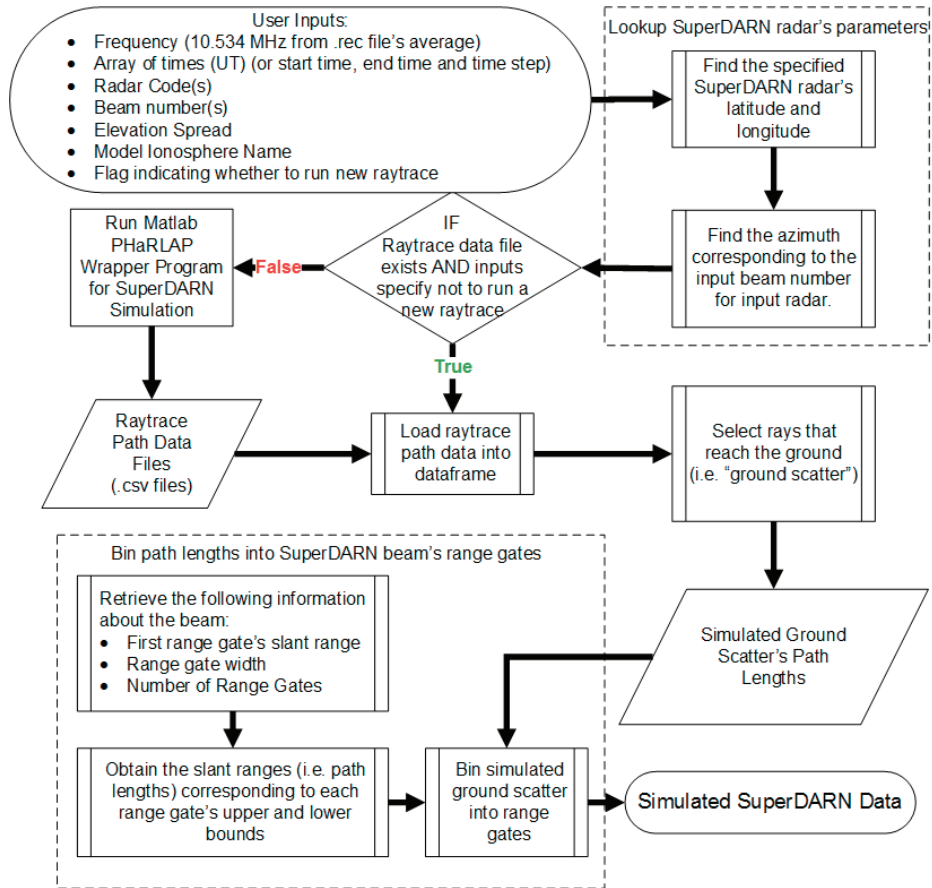 User Inputs:
• Frequency (10.534 MHz from .rec file's average)
• Array of times (UT) (or start time, end time and time step)
• Radar Code(s)
• Beam number(s)
• Elevation Spread
• Model Ionosphere Name
• Flag indicating whether to run new raytrace
Lookup SuperDARN radar's parameters
Find the specified
SuperDARN radar's
latitude and
longitude
Find the azimuth
corresponding to the
input beam number
for input radar.
IF
Raytrace data file
exists AND inputs
specify not to run a
new raytrace
False
True
Run Matlab
PHaRLAP
Wrapper Program
for SuperDARN
Simulation
Raytrace
Path Data
Files
(.csv files)
Load raytrace
path data into
dataframe
Select rays that
reach the ground
(i.e. “ground scatter”)
Simulated Ground
Scatter's Path
Lengths
Bin path lengths into SuperDARN beam's range gates
Retrieve the following information
about the beam:
• First range gate's slant range
• Range gate width
• Number of Range Gates
Obtain the slant ranges (i.e. path
lengths) corresponding to each
range gate's upper and lower
bounds
Bin simulated
ground scatter
into range
gates
Simulated SuperDARN Data